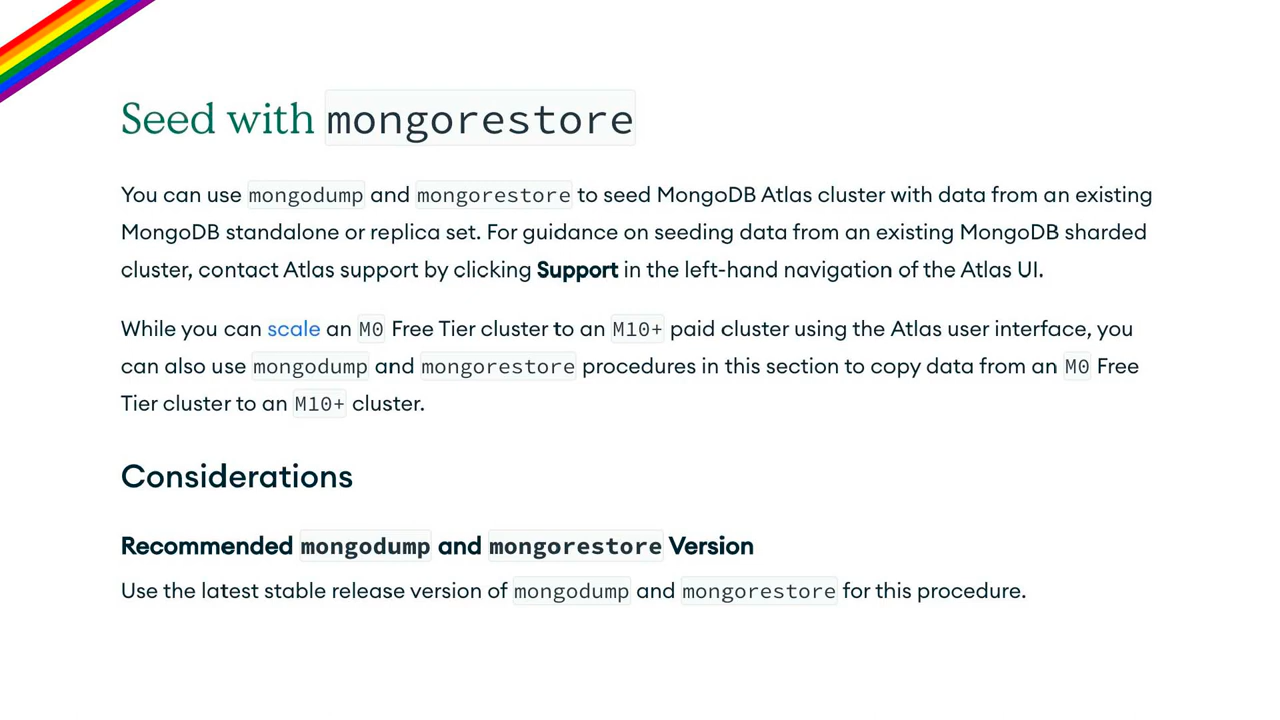 Seed with mongorestore
You can use mongodump and mongorestore to seed MongoDB Atlas cluster with data from an existing
MongoDB standalone or replica set. For guidance on seeding data from an existing MongoDB sharded
cluster, contact Atlas support by clicking Support in the left-hand navigation of the Atlas UI.
While you can scale an M0 Free Tier cluster to an M10+ paid cluster using the Atlas user interface, you
can also use mongodump and mongorestore procedures in this section to copy data from an M0 Free
Tier cluster to an M10+ cluster.
Considerations
Recommended mongodump and mongorestore Version
Use the latest stable release version of mongodump and mongorestore for this procedure.